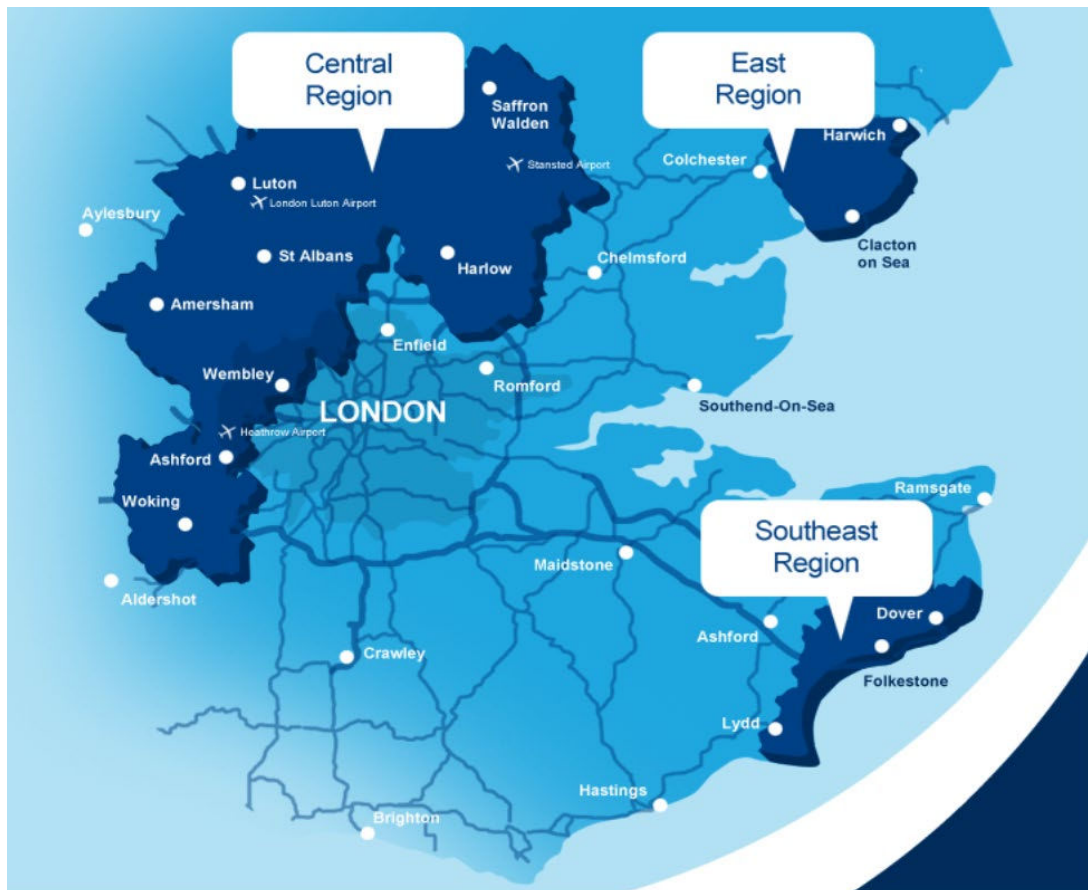 Central
Region
East
Region
Saffron
Walden
Harwich
Stansted Airport
Colchester
Luton
London Luton Airport
Aylesbury
St Albans
Harlow
Clacton
on Sea
Chelmsford
Amersham
Enfield
Wembley
Romford
LONDON
Southend-On-Sea
Heathrow Airport
Ashford
Woking
Ramsgate
Southeast
Region
Maidstone
Aldershot
Dover
Ashford
Crawley
Folkestone
Lydd
Hastings
Brighton